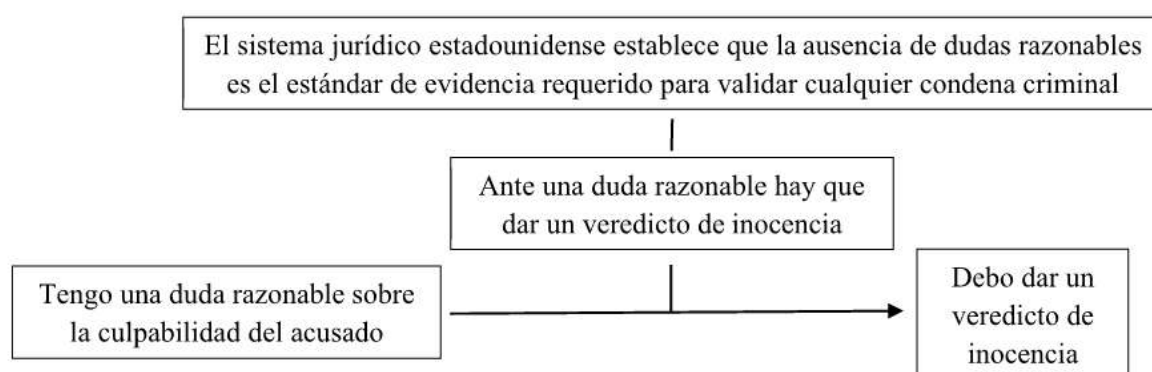 El sistema jurídico estadounidense establece que la ausencia de dudas razonables
es el estándar de evidencia requerido para validar cualquier condena criminal
Ante una duda razonable hay que
dar un veredicto de inocencia
Tengo una duda razonable sobre
la culpabilidad del acusado
Debo dar un
veredicto de
inocencia